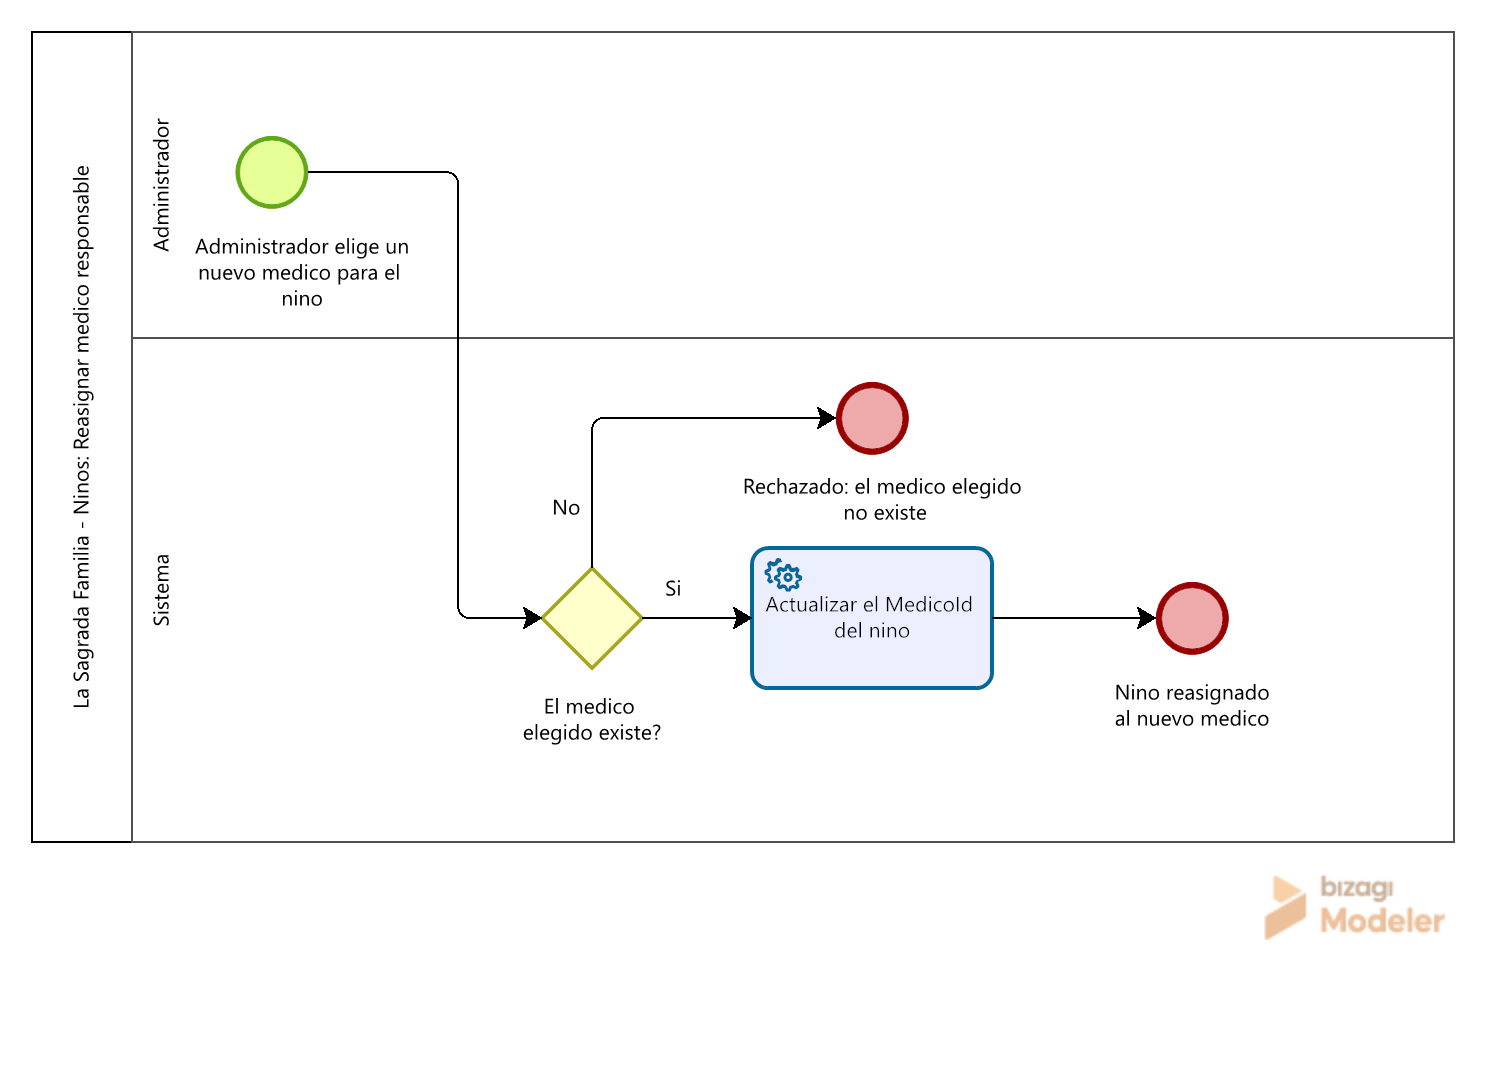 La Sagrada Familia - Ninos: Reasignar medico responsable
Administrador
Administrador elige un
nuevo medico para el
nino
Sistema
No
Rechazado: el medico elegido
no existe
Si
Actualizar el MedicoId
del nino
El medico
elegido existe?
Nino reasignado
al nuevo medico
bizagi
Modeler